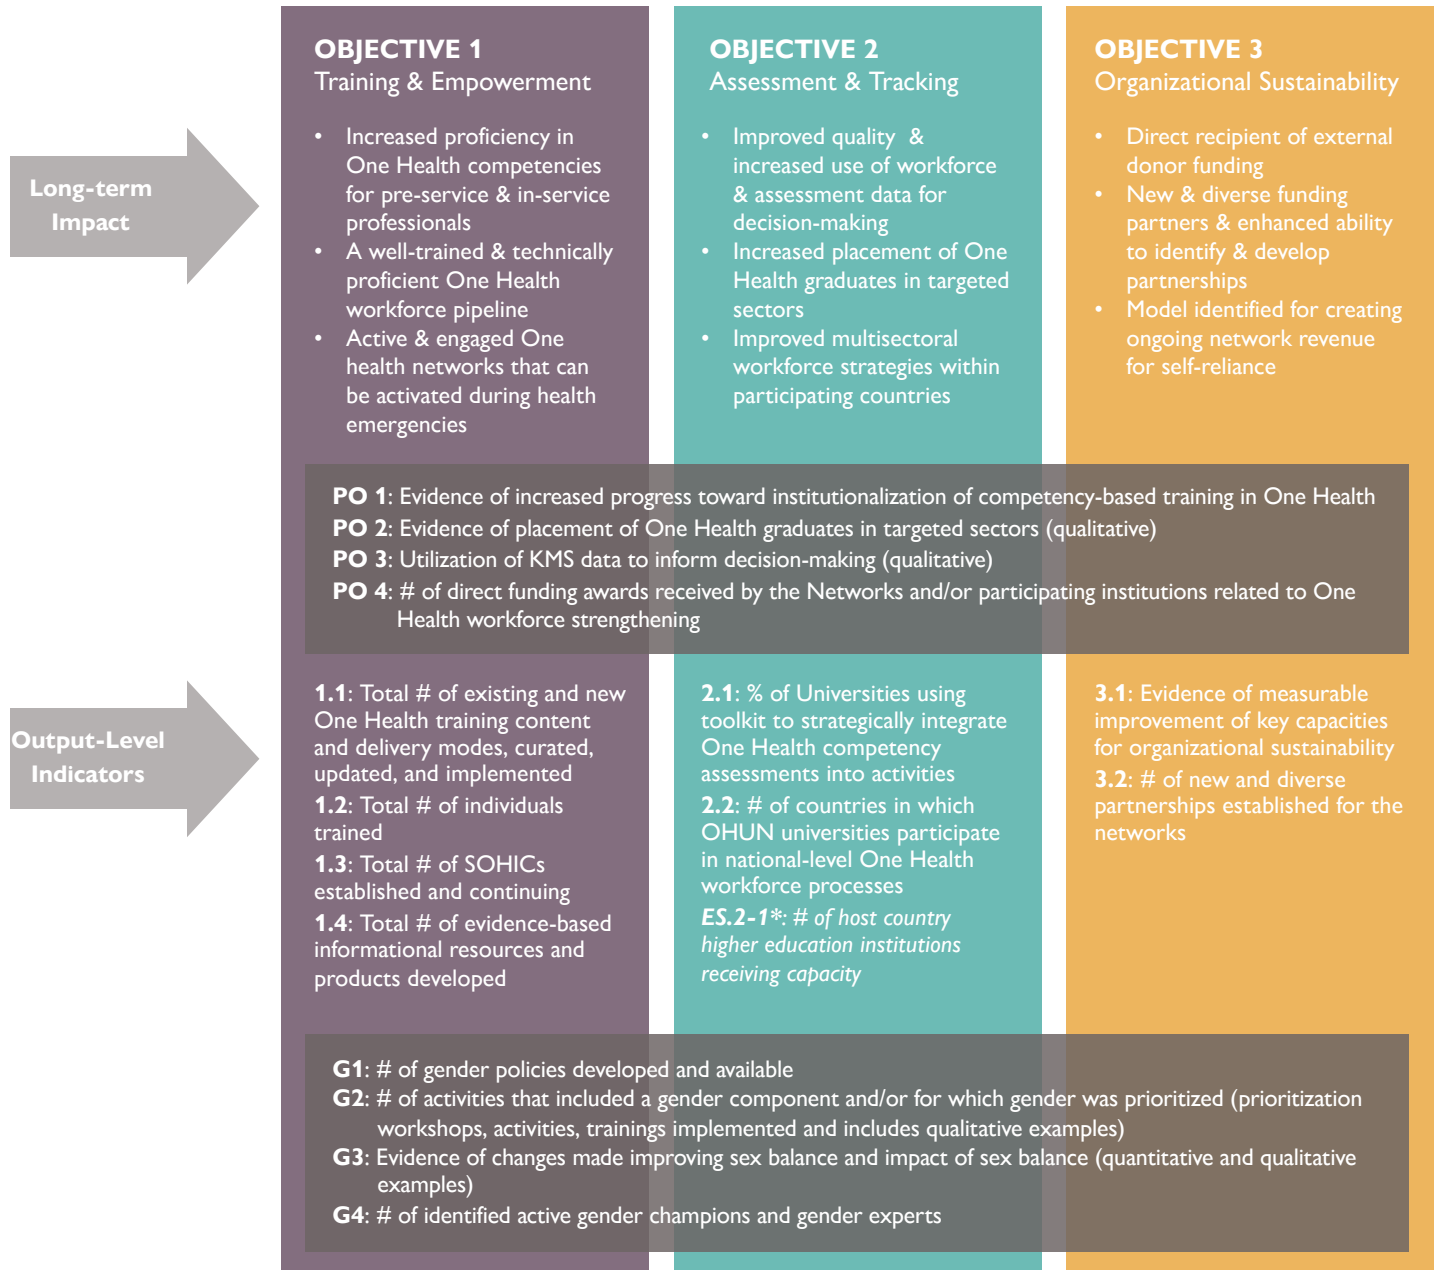 OBJECTIVE 1
Training & Empowerment
• Increased proficiency in
One Health competencies
for pre-service & in-service
professionals
• A well-trained & technically
proficient One Health
workforce pipeline
• Active & engaged One
health networks that can
be activated during health
emergencies
OBJECTIVE 2
Assessment & Tracking
• Improved quality & 
increased use of workforce
& assessment data for
decision-making
• Increased placement of One
Health graduates in targeted
sectors
• Improved multisectoral
workforce strategies within
participating countries
OBJECTIVE 3
Organizational Sustainability
• Direct recipient of external
donor funding
• New & diverse funding
partners & enhanced ability
to identify & develop
partnerships
• Model identified for creating
ongoing network revenue
for self-reliance
Long-term
Impact
PO 1: Evidence of increased progress toward institutionalization of competency-based training in One Health
PO 2: Evidence of placement of One Health graduates in targeted sectors (qualitative)
PO 3: Utilization of KMS data to inform decision-making (qualitative)
PO 4: # of direct funding awards received by the Networks and/or participating institutions related to One
Health workforce strengthening
Output-Level
Indicators
1.1: Total # of existing and new
One Health training content
and delivery modes, curated,
updated, and implemented
1.2: Total # of individuals
trained
1.3: Total # of SOHICs
established and continuing
1.4: Total # of evidence-based
informational resources and
products developed
2.1: % of Universities using
toolkit to strategically integrate
One Health competency
assessments into activities
2.2: # of countries in which
OHUN universities participate
in national-level One Health
workforce processes
ES.2-1*: # of host country
higher education institutions
receiving capacity
3.1: Evidence of measurable
improvement of key capacities
for organizational sustainability
3.2: # of new and diverse
partnerships established for the
networks
G1: # of gender policies developed and available
G2: # of activities that included a gender component and/or for which gender was prioritized (prioritization
workshops, activities, trainings implemented and includes qualitative examples)
G3: Evidence of changes made improving sex balance and impact of sex balance (quantitative and qualitative
examples)
G4: # of identified active gender champions and gender experts